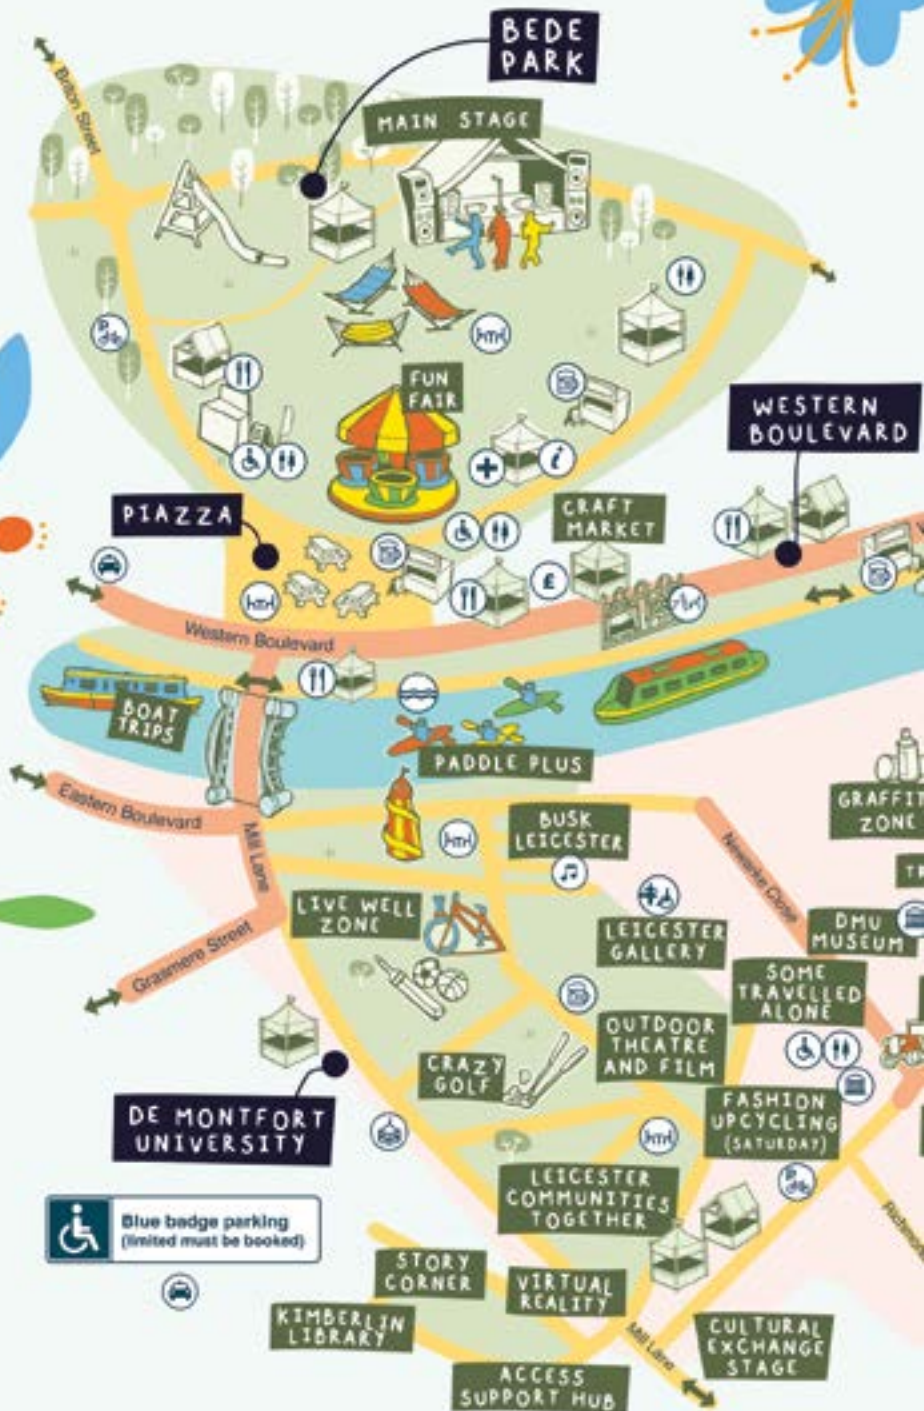 BEDE
PARK
Briton Street
MAIN STAGE
FUN
FAIR
WESTERN
BOULEVARD
PIAZZA
CRAFT
MARKET
£
Western Boulevard
BOAT
TRIPS
PADDLE PLUS
Eastern Boulevard
Mill Lane
BUSK
LEICESTER
GRAFFIT
ZONE
Newarke Close
TR
LIVE WELL
ZONE
LEICESTER
GALLERY
DMU
MUSEUM
Grasmere Street
SOME
TRAVELLED
ALONE
OUTDOOR
THEATRE
AND FILM
CRAZY
GOLF
DE MONTFORT
UNIVERSITY
FASHION
UPCYCLING
(SATURDAY)
LEICESTER
COMMUNITIES
TOGETHER
Blue badge parking
(limited must be booked)
STORY
CORNER
VIRTUAL
REALITY
KIMBERLIN
LIBRARY
Mill Lane
CULTURAL
EXCHANGE
STAGE
ACCESS
SUPPORT HUB